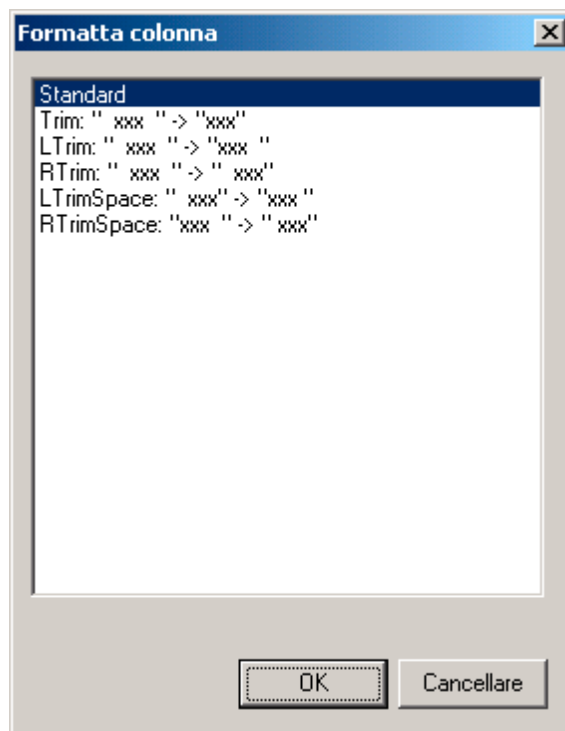 Formatta colonna
Standard
Trim: "  xxx  " -> "xxx"
LTrim: "  xxx  " -> "xxx  "
RTrim: "  xxx  " -> "  xxx"
LTrimSpace: "  xxx" -> "xxx "
RTrimSpace: "xxx  " -> " xxx"
OK
Cancellare